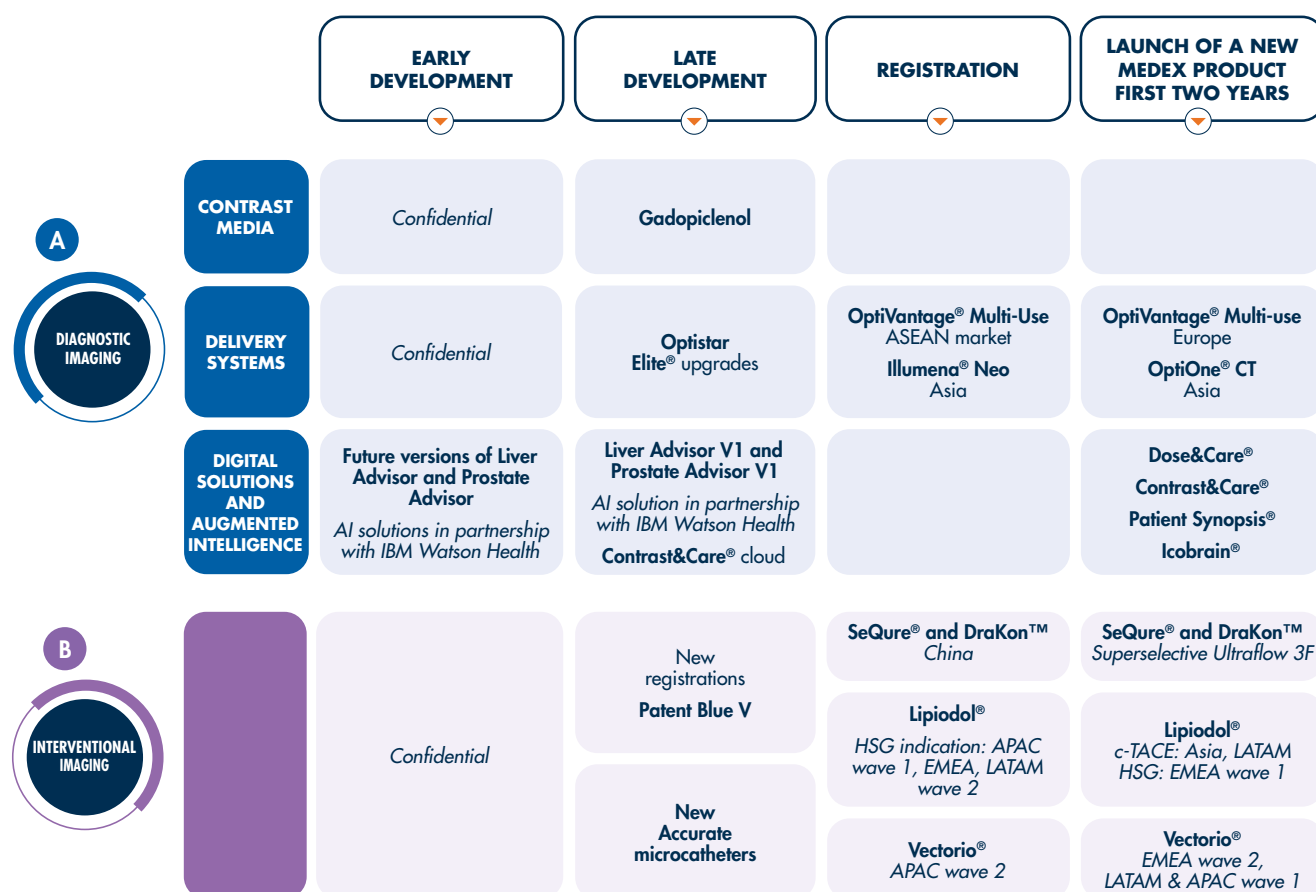 EARLY
DEVELOPMENT
LATE
DEVELOPMENT
REGISTRATION
LAUNCH OF A NEW
MEDEX PRODUCT
FIRST TWO YEARS
A
DIAGNOSTIC
IMAGING
CONTRAST
MEDIA
Confidential
Gadopiclenol
DELIVERY
SYSTEMS
Confidential
Optistar
Elite® upgrades
OptiVantage® Multi-Use
ASEAN market
Illumena® Neo
Asia
OptiVantage® Multi-use
Europe
OptiOne® CT
Asia
DIGITAL
SOLUTIONS
AND
AUGMENTED
INTELLIGENCE
Future versions of Liver
Advisor and Prostate
Advisor
AI solutions in partnership
with IBM Watson Health
Liver Advisor V1 and
Prostate Advisor V1
AI solution in partnership
with IBM Watson Health
Contrast&Care® cloud
Dose&Care®
Contrast&Care®
Patient Synopsis®
Icobrain®
B
INTERVENTIONAL
IMAGING
Confidential
New
registrations
Patent Blue V
New
Accurate
microcatheters
SeQure® and DraKon™
China
Lipiodol®
HSG indication: APAC
wave 1, EMEA, LATAM
wave 2
Vectorio®
APAC wave 2
SeQure® and DraKon™
Superselective Ultraflow 3F
Lipiodol®
c-TACE: Asia, LATAM
HSG: EMEA wave 1
Vectorio®
EMEA wave 2,
LATAM & APAC wave 1